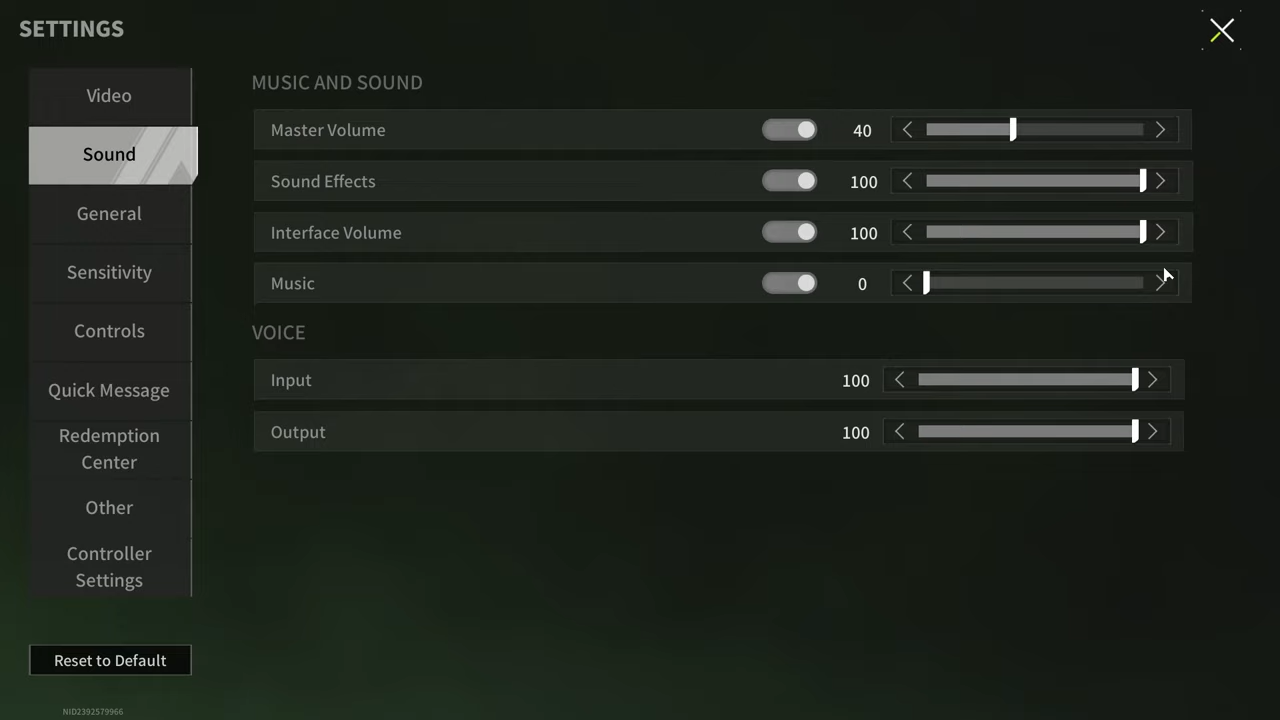 SETTINGS
Video
Sound
General
Sensitivity
Controls
Quick Message
Redemption
Center
Other
Controller
Settings
Reset to Default
NID2392579966
MUSIC AND SOUND
Master Volume 40
Sound Effects 100
Interface Volume 100
Music 0
VOICE
Input 100
Output 100